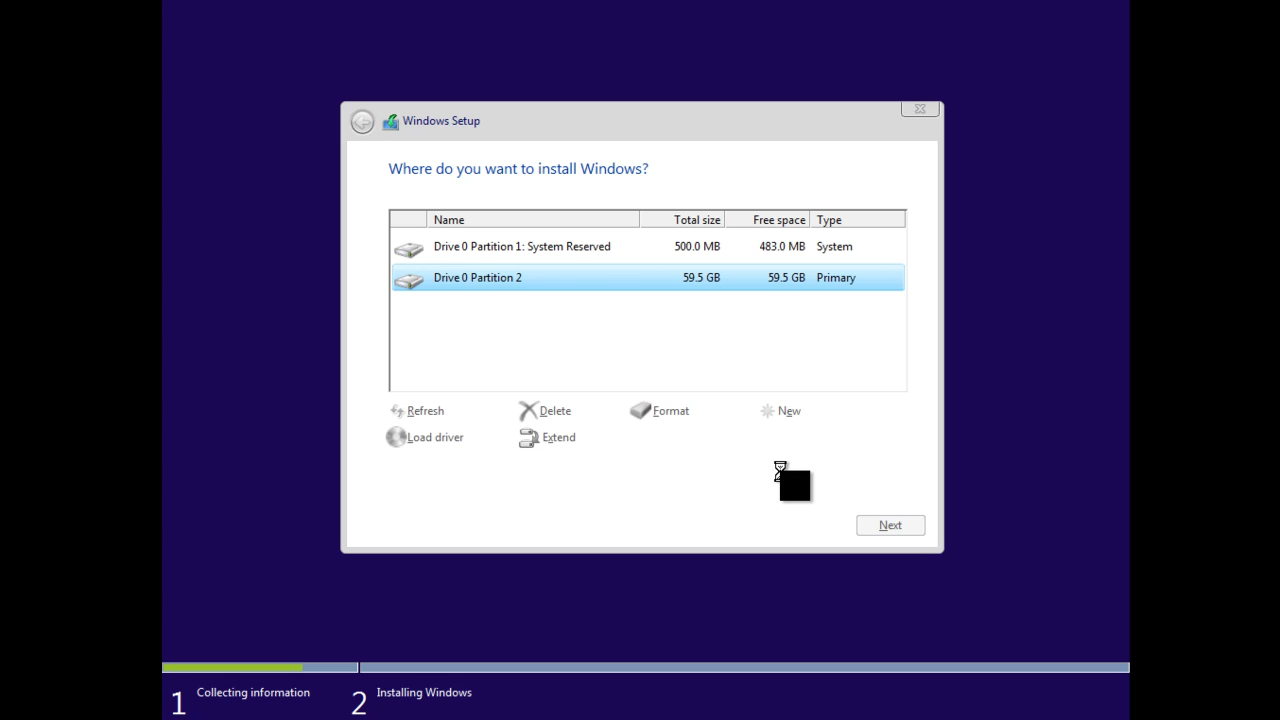 Windows Setup
Where do you want to install Windows?
Name Total size Free space Type
Drive 0 Partition 1: System Reserved 500.0 MB 483.0 MB System
Drive 0 Partition 2 59.5 GB 59.5 GB Primary
Refresh Delete Format New
Load driver Extend
Next
1 Collecting information 2 Installing Windows